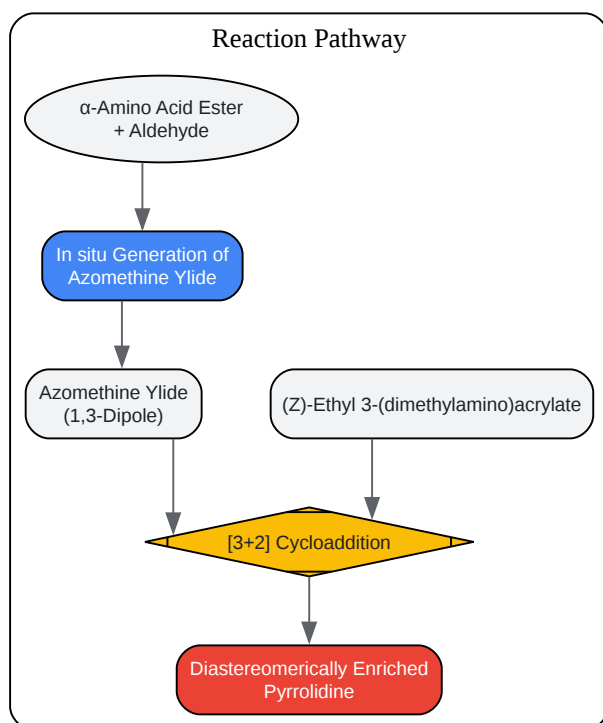 Reaction Pathway
α-Amino Acid Ester
+ Aldehyde
In situ Generation of
Azomethine Ylide
Azomethine Ylide
(1,3-Dipole)
(Z)-Ethyl 3-(dimethylamino)acrylate
[3+2] Cycloaddition
Diastereomerically Enriched
Pyrrolidine